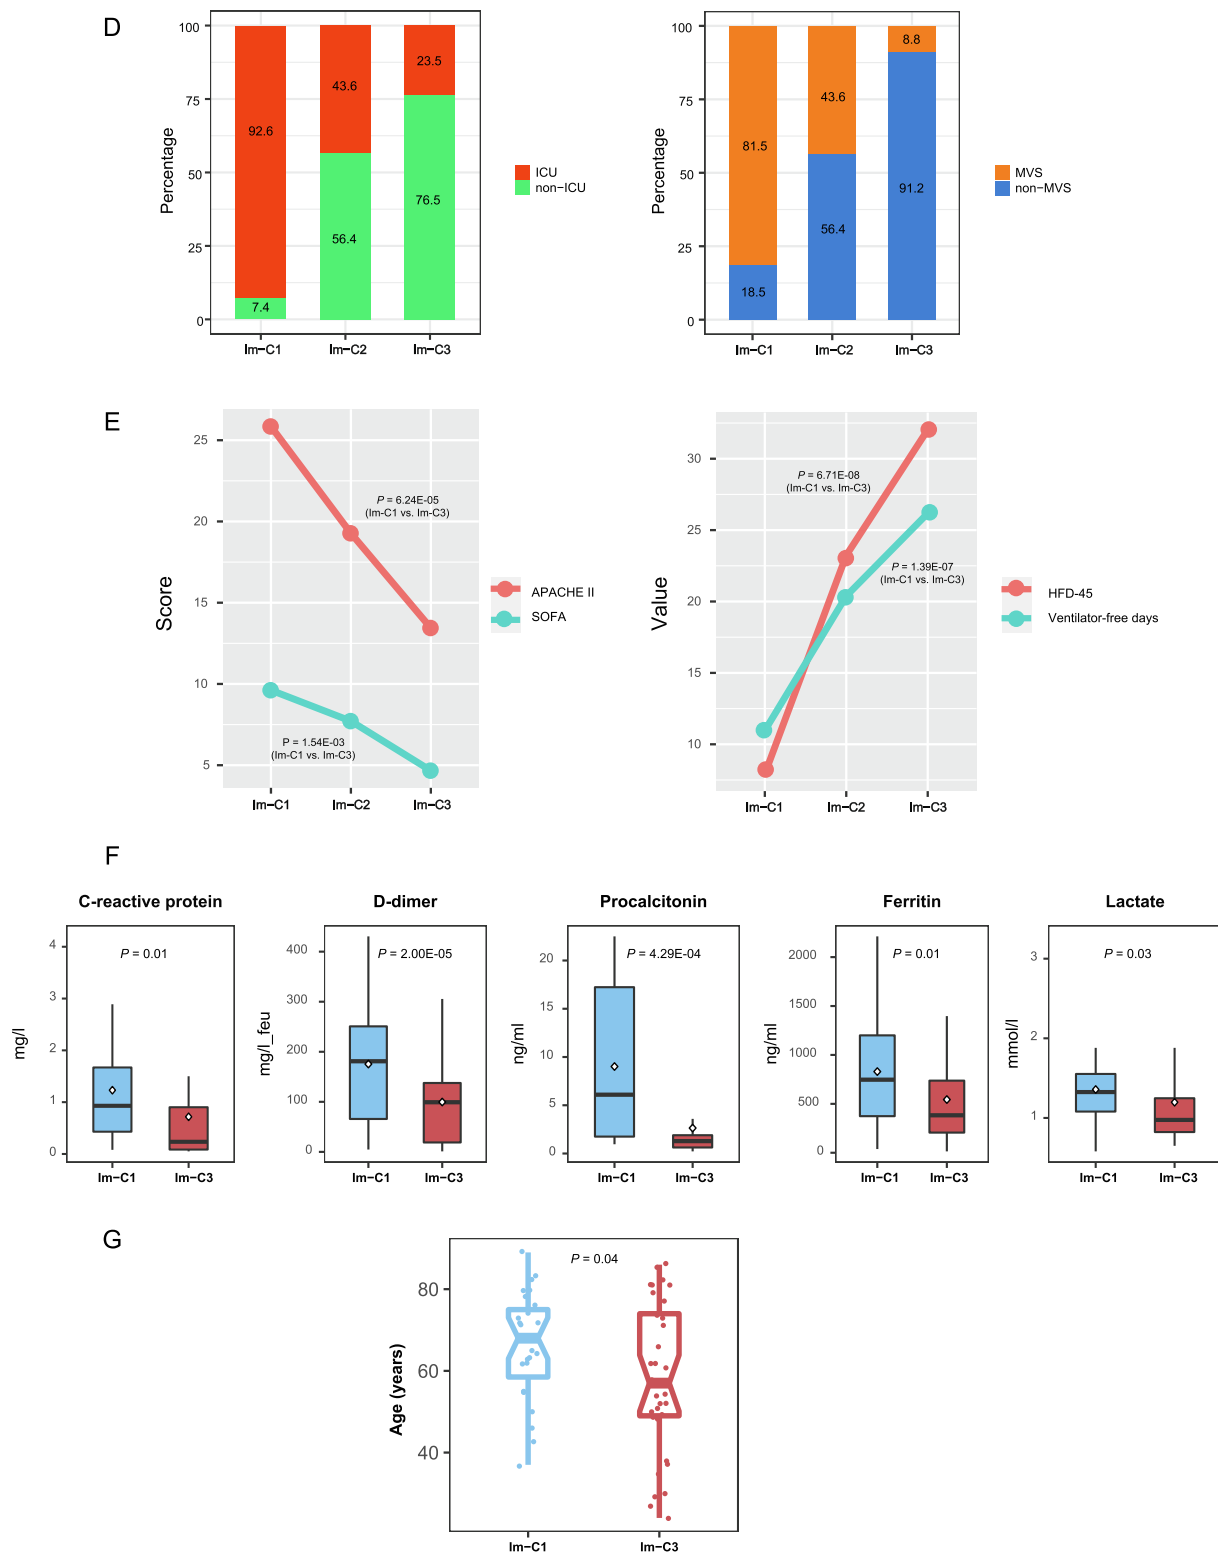 D
100
75
50
25
0
Percentage
92.6
7.4
43.6
56.4
23.5
76.5
Im-C1
Im-C2
Im-C3
ICU
non-ICU
100
75
50
25
0
Percentage
81.5
18.5
43.6
56.4
8.8
91.2
Im-C1
Im-C2
Im-C3
MVS
non-MVS
E
25
20
15
10
5
Score
P = 6.24E-05
(Im-C1 vs. Im-C3)
P = 1.54E-03
(Im-C1 vs. Im-C3)
Im-C1
Im-C2
Im-C3
APACHE II
SOFA
30
25
20
15
10
Value
P = 6.71E-08
(Im-C1 vs. Im-C3)
P = 1.39E-07
(Im-C1 vs. Im-C3)
Im-C1
Im-C2
Im-C3
HFD-45
Ventilator-free days
F
C-reactive protein
4
3
2
1
0
mg/l
P = 0.01
Im-C1
Im-C3
D-dimer
400
300
200
100
0
mg/l_feu
P = 2.00E-05
Im-C1
Im-C3
Procalcitonin
20
15
10
5
0
ng/ml
P = 4.29E-04
Im-C1
Im-C3
Ferritin
2000
1500
1000
500
0
ng/ml
P = 0.01
Im-C1
Im-C3
Lactate
3
2
1
mmol/l
P = 0.03
Im-C1
Im-C3
G
80
60
40
Age (years)
P = 0.04
Im-C1
Im-C3